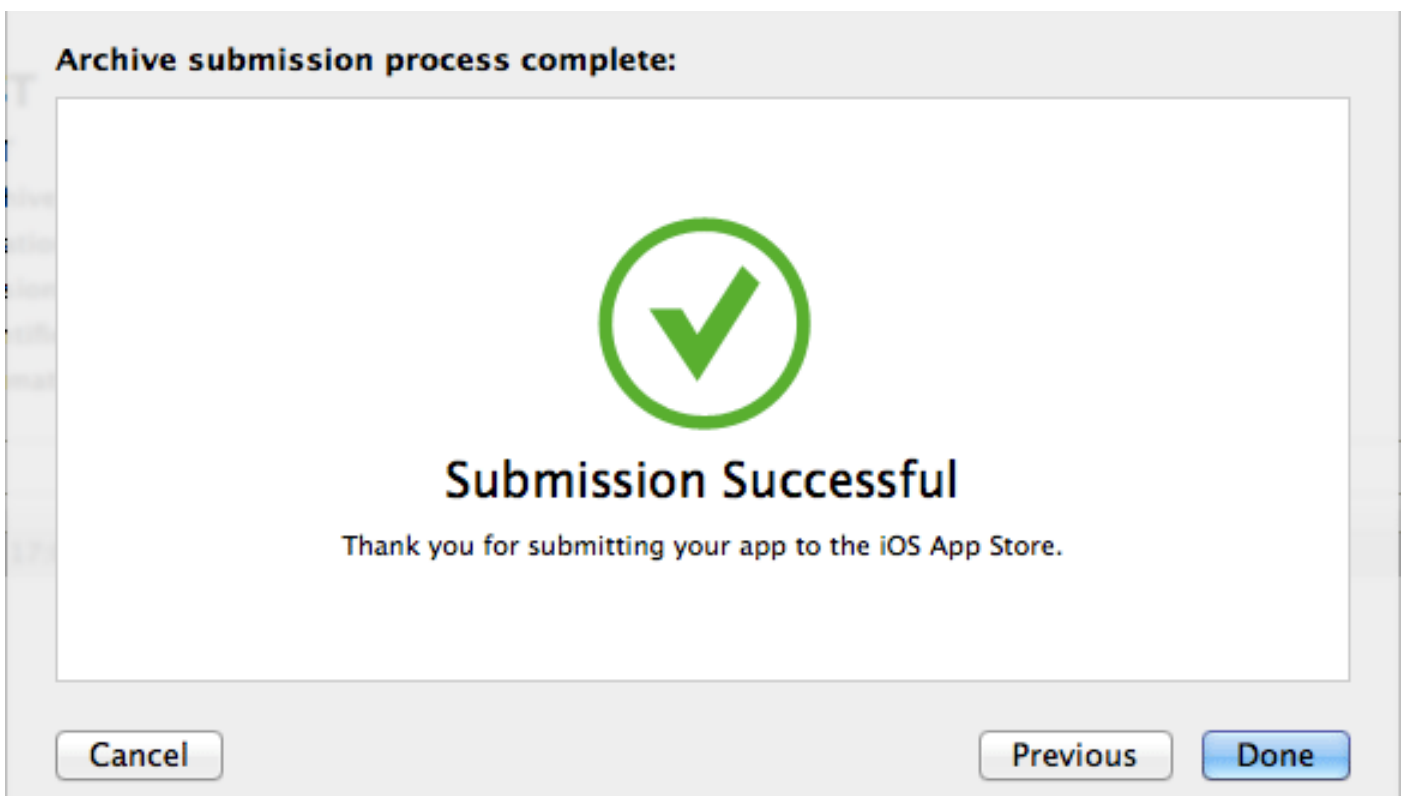 Archive submission process complete:
Submission Successful
Thank you for submitting your app to the iOS App Store.
Cancel
Previous
Done